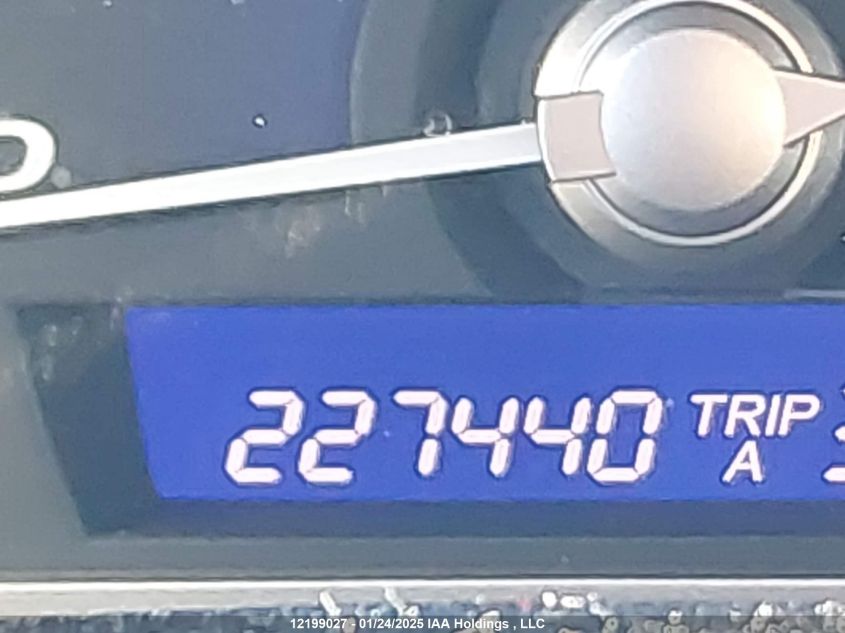 227440 TRIP
A
12199027 - 01/24/2025 IAA Holdings , LLC